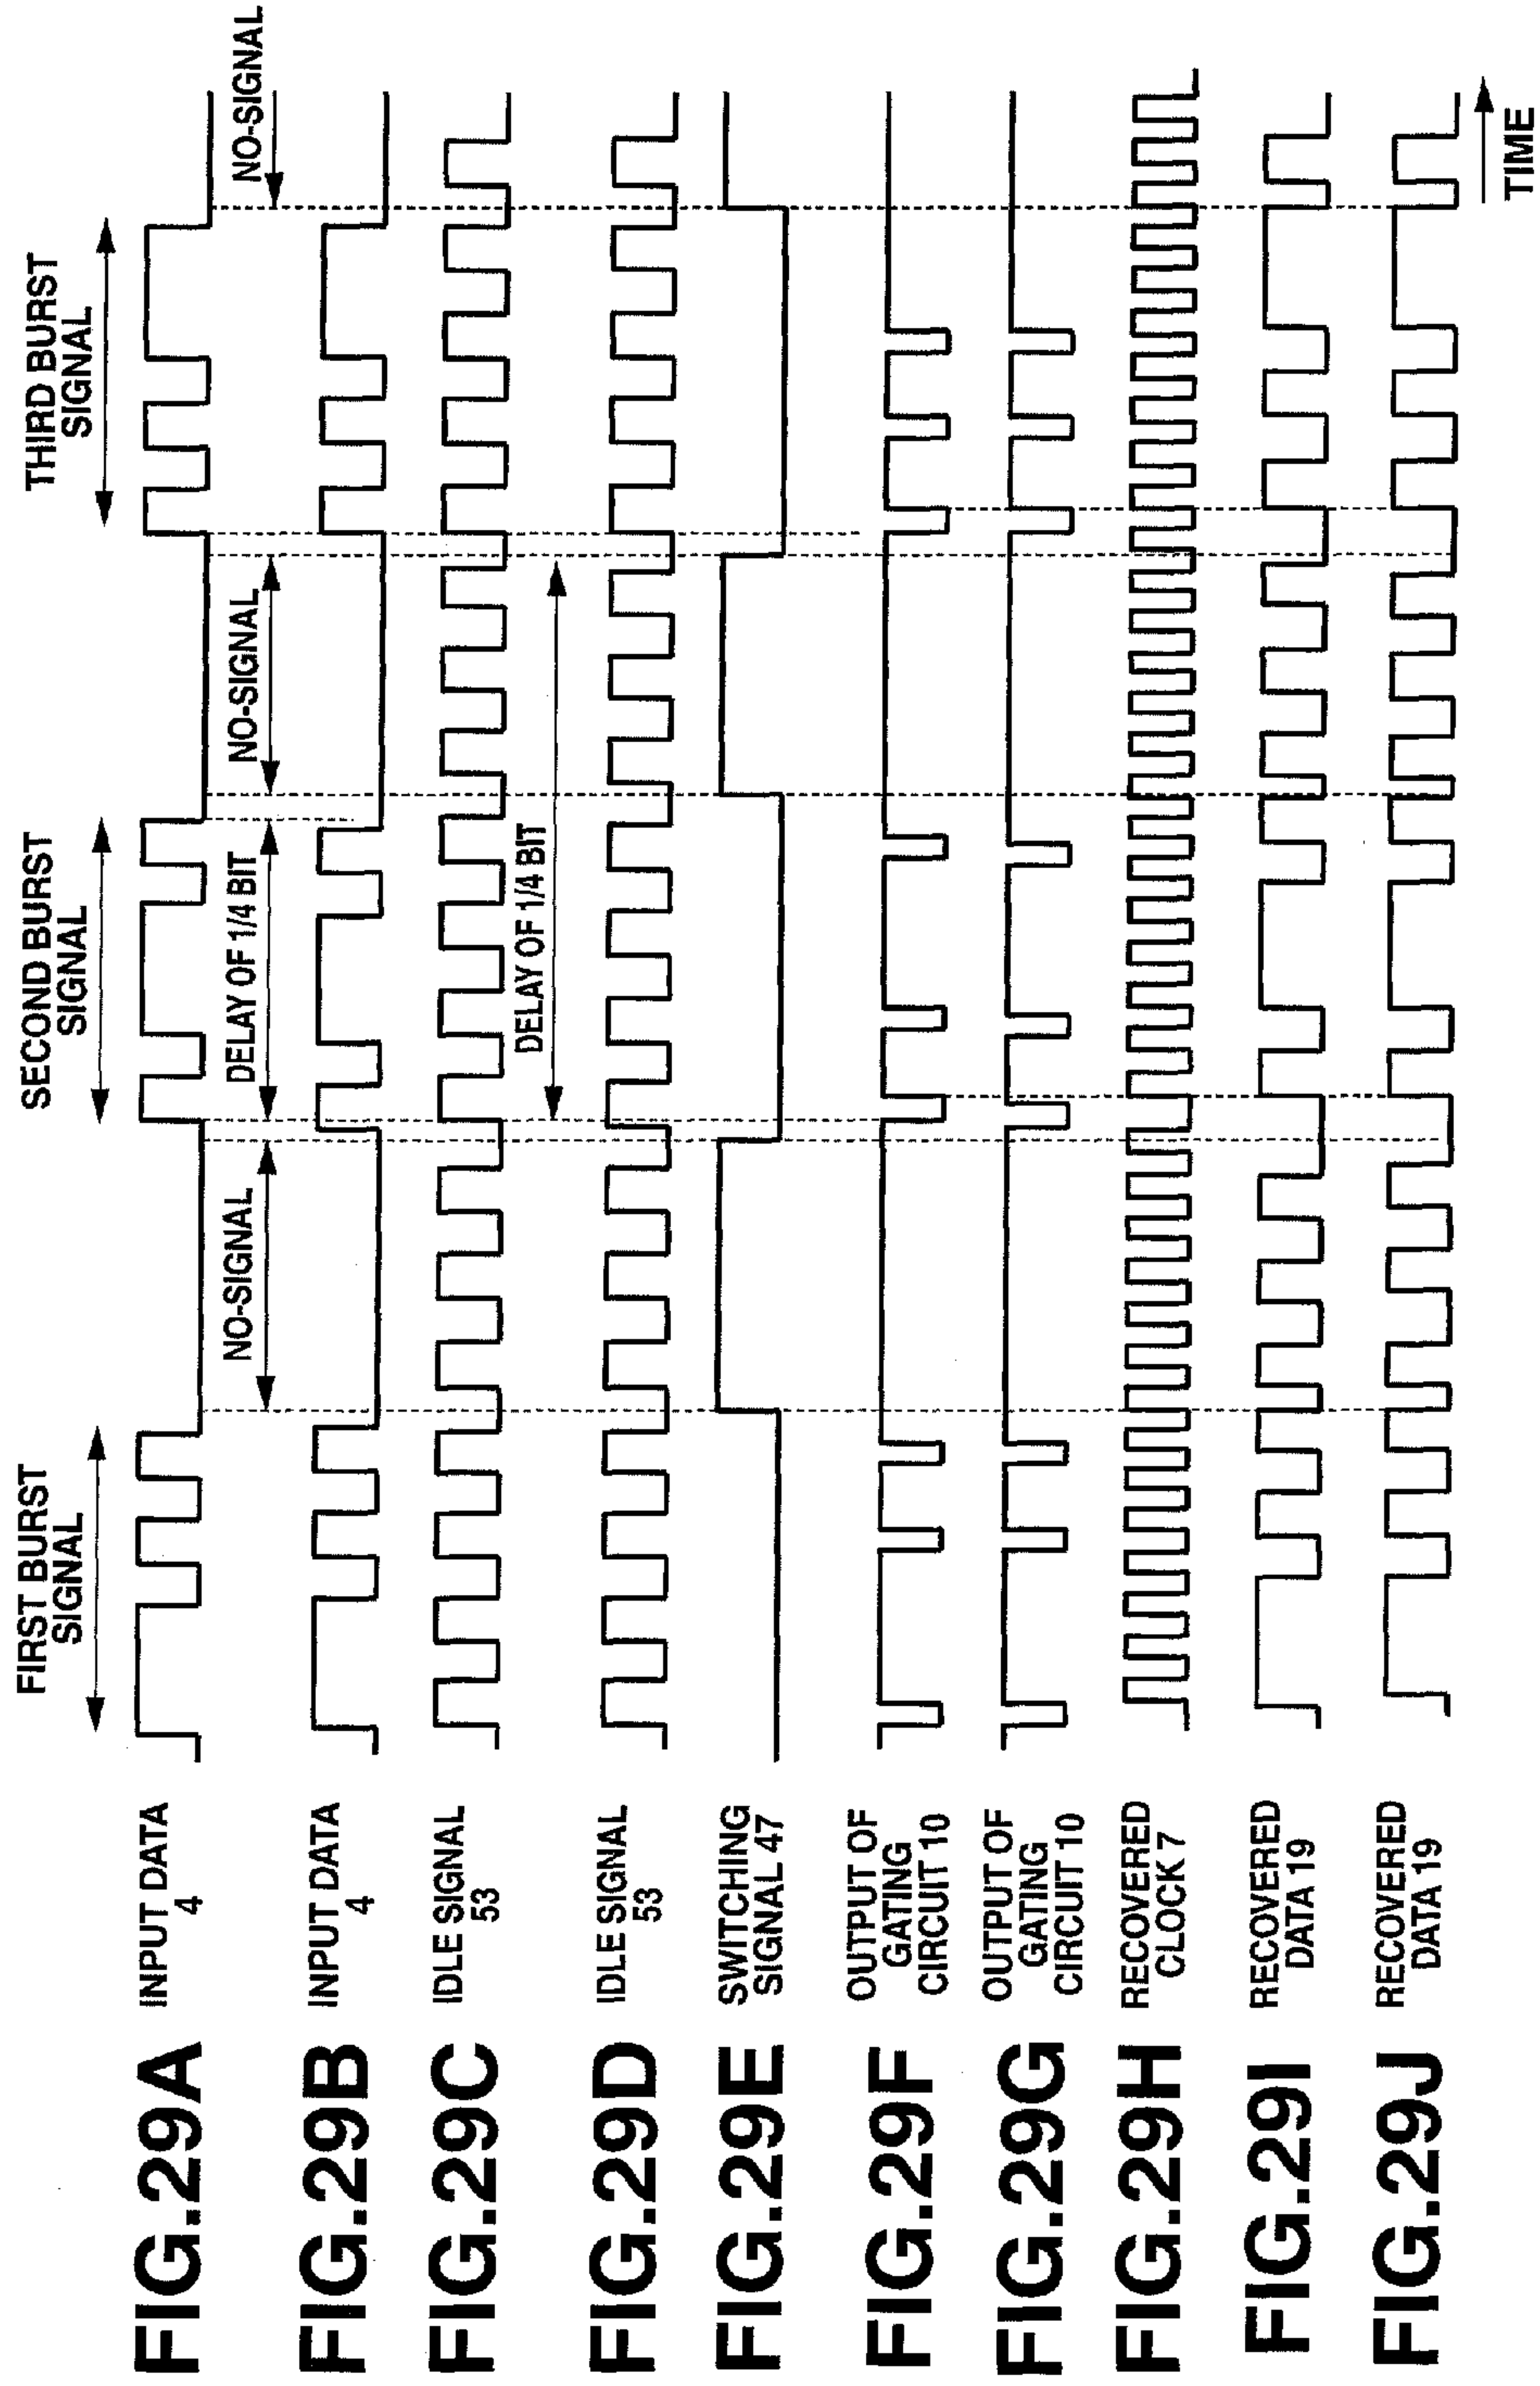 FIRST BURST
SIGNAL
SECOND BURST
SIGNAL
THIRD BURST
SIGNAL
FIG.29A
INPUT DATA
4
NO-SIGNAL
DELAY OF 1/4 BIT
NO-SIGNAL
NO-SIGNAL
FIG.29B
INPUT DATA
4
FIG.29C
IDLE SIGNAL
53
DELAY OF 1/4 BIT
FIG.29D
IDLE SIGNAL
53
FIG.29E
SWITCHING
SIGNAL 47
FIG.29F
OUTPUT OF
GATING
CIRCUIT 10
FIG.29G
OUTPUT OF
GATING
CIRCUIT 10
FIG.29H
RECOVERED
CLOCK 7
FIG.29I
RECOVERED
DATA 19
FIG.29J
RECOVERED
DATA 19
TIME